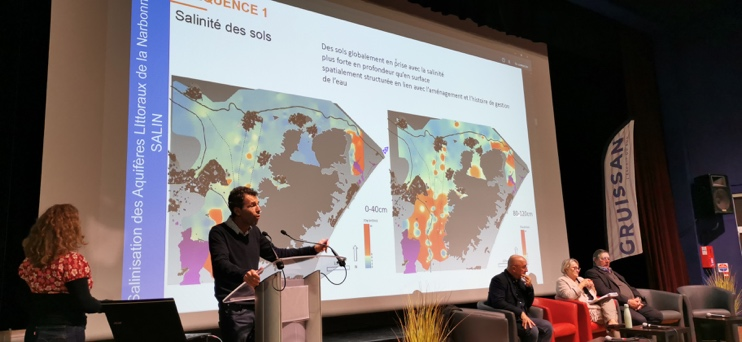 QUENCE 1
Salinité des sols
Des sols globalement en prise avec la salinité
plus forte en profondeur qu'en surface
spatialement structurée en lien avec l'aménagement et l'histoire de gestion
de l'eau
Salinisation des Aquifères Littoraux de la Narbonn
SALIN
0-40cm
80-120cm
GRUISSAN